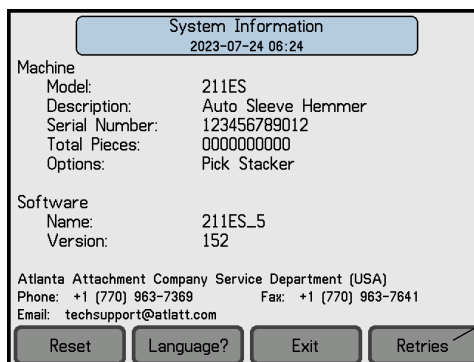 System Information
2023-07-24 06:24
Machine
Model: 211ES
Description: Auto Sleeve Hemmer
Serial Number: 123456789012
Total Pieces: 0000000000
Options: Pick Stacker
Software
Name: 211ES_5
Version: 152
Atlanta Attachment Company Service Department (USA)
Phone: +1 (770) 963-7369 Fax: +1 (770) 963-7641
Email: techsupport@atlatt.com
Reset Language? Exit Retries